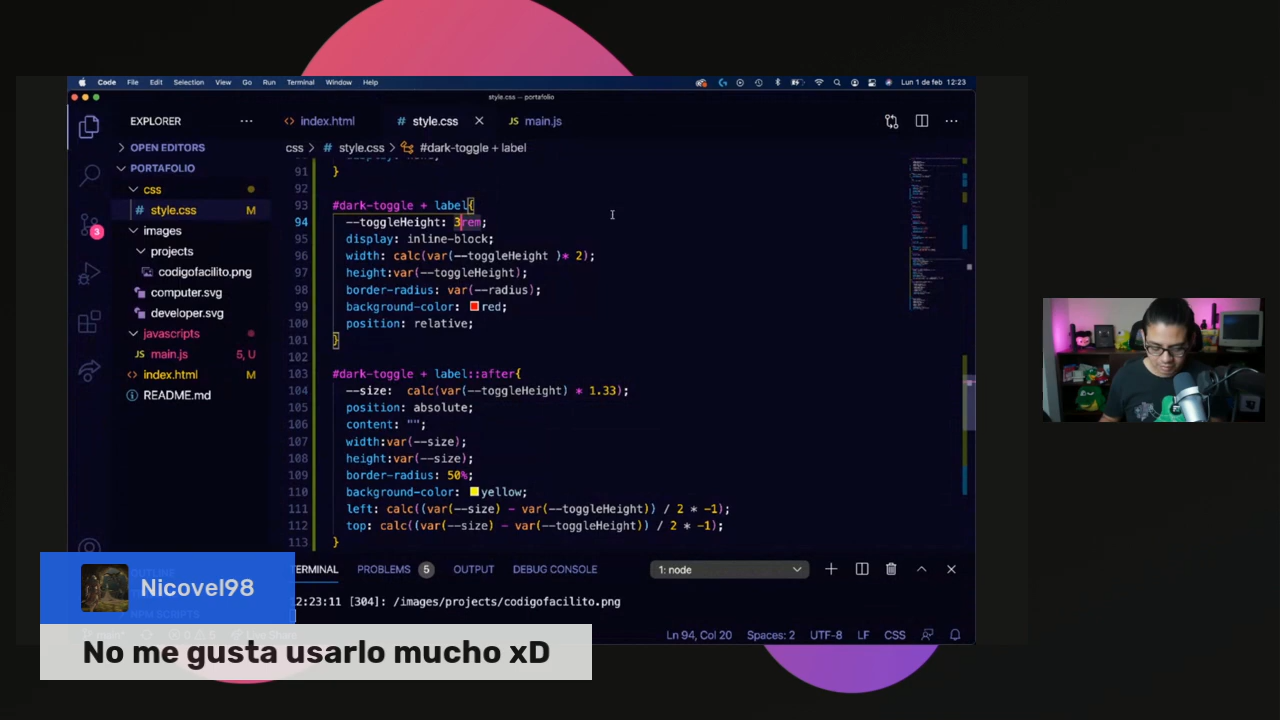 Code File Edit Selection View Go Run Terminal Window Help Lun 1 de feb 12:23
style.css — portafolio
EXPLORER ···
index.html
# style.css
JS main.js
css > # style.css > #dark-toggle + label
OPEN EDITORS
PORTAFOLIO
css
# style.css M
images
projects
codigofacilito.png
computer.svg
developer.svg
javascripts
JS main.js 5, U
<> index.html M
README.md
3
91 }
92
93 #dark-toggle + label{
94 --toggleHeight: 3rem;
95 display: inline-block;
96 width: calc(var(--toggleHeight )* 2);
97 height:var(--toggleHeight);
98 border-radius: var(--radius);
99 background-color: red;
100 position: relative;
101 }
102
103 #dark-toggle + label::after{
104 --size:  calc(var(--toggleHeight) * 1.33);
105 position: absolute;
106 content: "";
107 width:var(--size);
108 height:var(--size);
109 border-radius: 50%;
110 background-color: yellow;
111 left: calc((var(--size) - var(--toggleHeight)) / 2 * -1);
112 top: calc((var(--size) - var(--toggleHeight)) / 2 * -1);
113 }
TERMINAL PROBLEMS 5 OUTPUT DEBUG CONSOLE 1: node
12:23:11 [304]: /images/projects/codigofacilito.png
Ln 94, Col 20 Spaces: 2 UTF-8 LF CSS
Nicovel98
No me gusta usarlo mucho xD